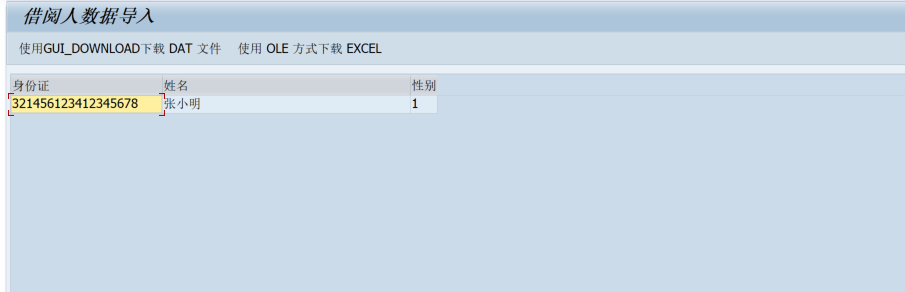 借阅人数据导入
使用GUI_DOWNLOAD下载 DAT 文件 使用 OLE 方式下载 EXCEL
身份证 姓名 性别
321456123412345678 张小明 1